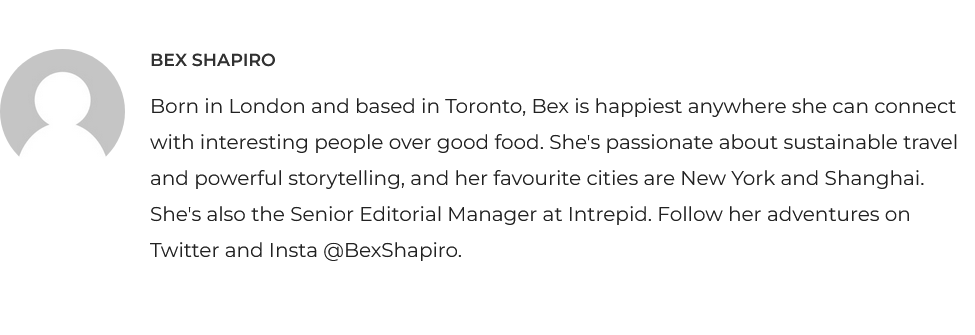 BEX SHAPIRO
Born in London and based in Toronto, Bex is happiest anywhere she can connect
with interesting people over good food. She's passionate about sustainable travel
and powerful storytelling, and her favourite cities are New York and Shanghai.
She's also the Senior Editorial Manager at Intrepid. Follow her adventures on
Twitter and Insta @BexShapiro.